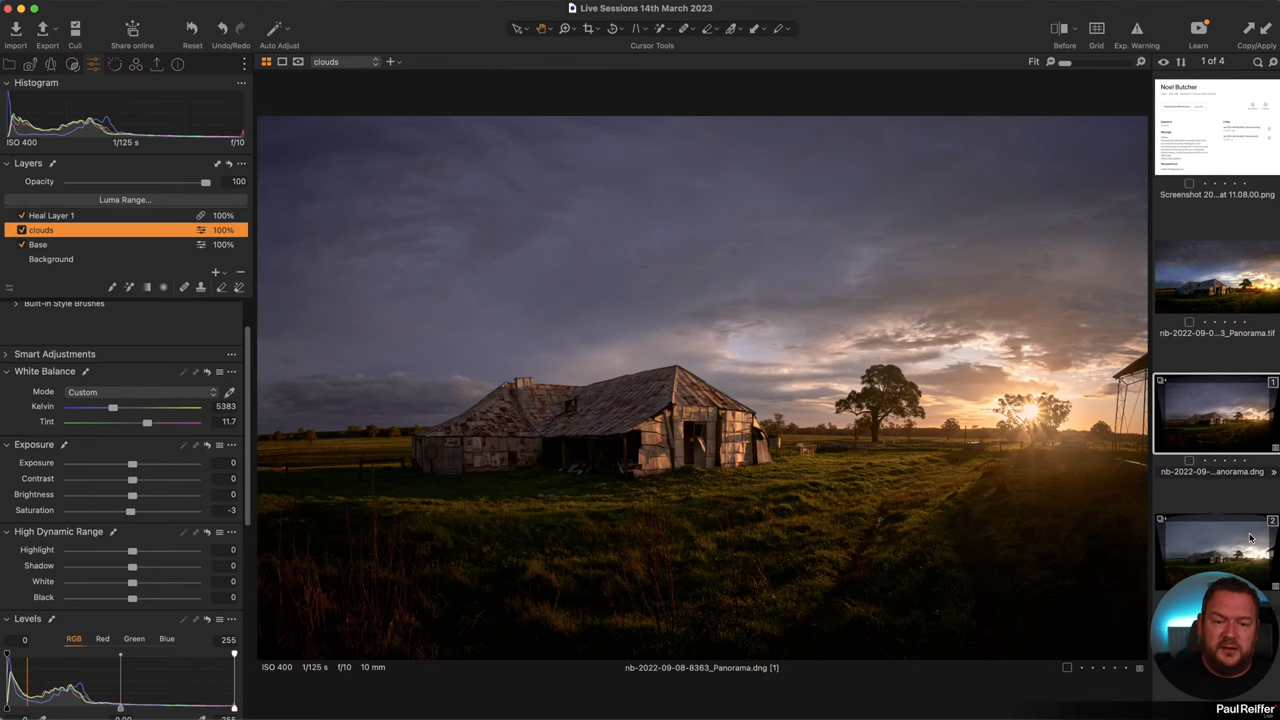 Live Sessions 14th March 2023
Import
Export
Cull
Share online
Reset
Undo/Redo
Auto Adjust
Cursor Tools
Before
Grid
Exp. Warning
Learn
Copy/Apply
clouds
Fit
1 of 4
Histogram
ISO 400
1/125 s
f/10
Layers
Opacity
100
Luma Range...
Heal Layer 1
100%
clouds
100%
Base
100%
Background
Built-in Style Brushes
Smart Adjustments
White Balance
Mode
Custom
Kelvin
5383
Tint
11.7
Exposure
Exposure
0
Contrast
0
Brightness
0
Saturation
-3
High Dynamic Range
Highlight
0
Shadow
0
White
0
Black
0
Levels
0
RGB
Red
Green
Blue
255
ISO 400
1/125 s
f/10
10 mm
nb-2022-09-08-8363_Panorama.dng [1]
Noel Butcher
Screenshot 20...at 11.08.00.png
nb-2022-09-0...3_Panorama.tif
1
nb-2022-09-...anorama.dng
2
PaulReiffer Live